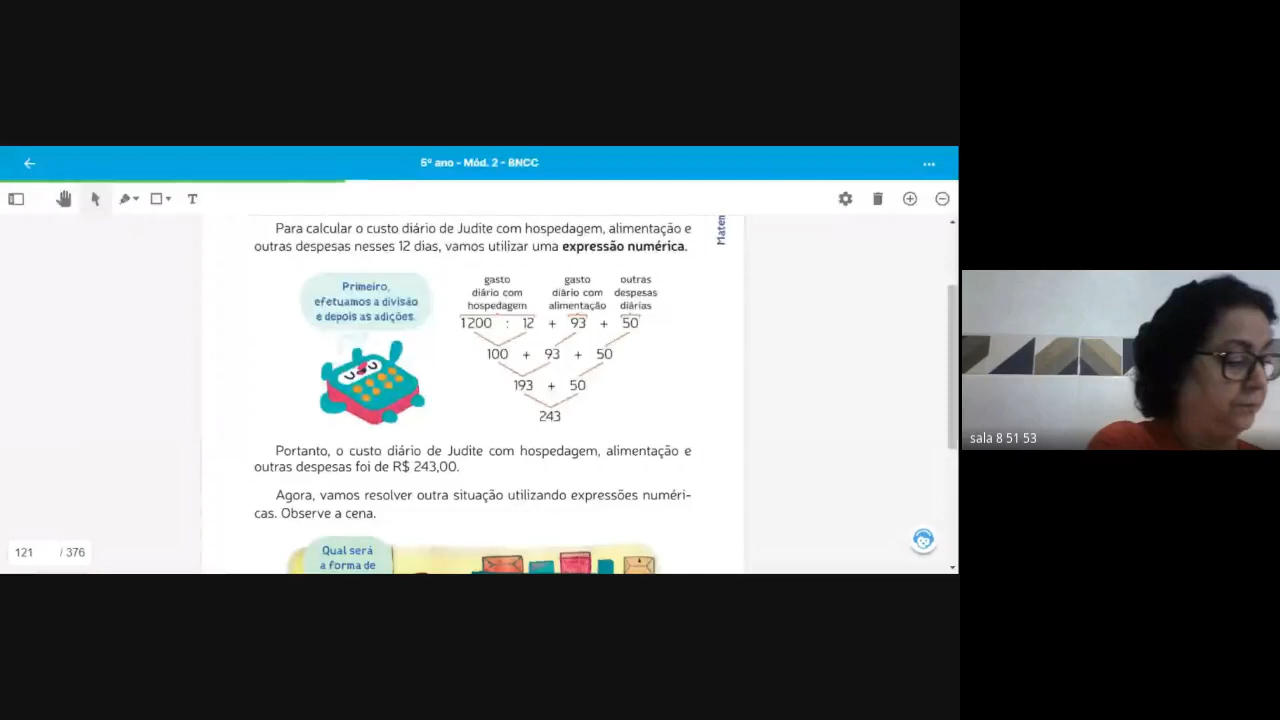 5º ano - Mód. 2 - BNCC
T
Para calcular o custo diário de Judite com hospedagem, alimentação e
outras despesas nesses 12 dias, vamos utilizar uma expressão numérica.
Matem
Primeiro,
efetuamos a divisão
e depois as adições.
gasto
diário com
hospedagem
gasto
diário com
alimentação
outras
despesas
diárias
1 200 : 12 + 93 + 50
100 + 93 + 50
193 + 50
243
Portanto, o custo diário de Judite com hospedagem, alimentação e
outras despesas foi de R$ 243,00.
Agora, vamos resolver outra situação utilizando expressões numéri-
cas. Observe a cena.
Qual será
a forma de
121 / 376
sala 8 51 53